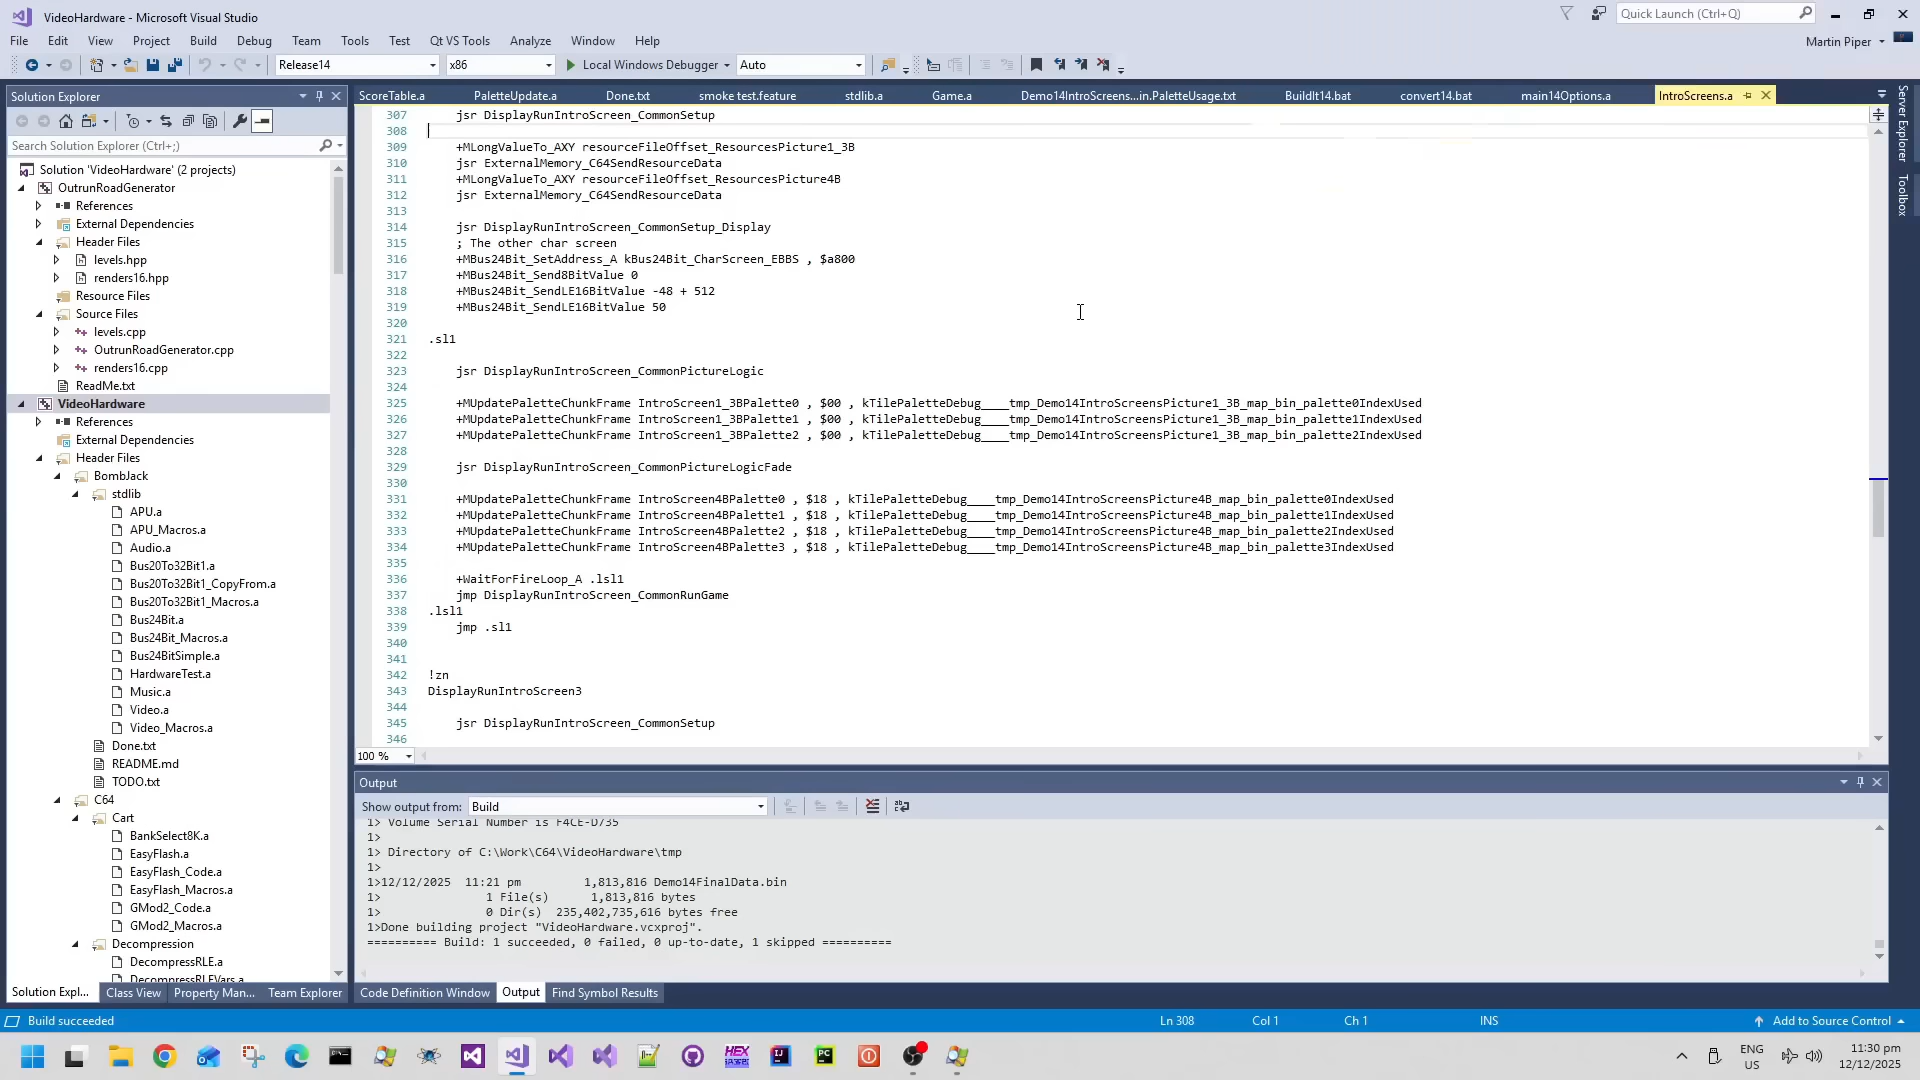 VideoHardware - Microsoft Visual Studio
Quick Launch (Ctrl+Q)
File Edit View Project Build Debug Team Tools Test Qt VS Tools Analyze Window Help
Martin Piper
Release14 x86 Local Windows Debugger Auto
Solution Explorer
Search Solution Explorer (Ctrl+;)
Solution 'VideoHardware' (2 projects)
OutrunRoadGenerator
References
External Dependencies
Header Files
levels.hpp
renders16.hpp
Resource Files
Source Files
levels.cpp
OutrunRoadGenerator.cpp
renders16.cpp
ReadMe.txt
VideoHardware
References
External Dependencies
Header Files
BombJack
stdlib
APU.a
APU_Macros.a
Audio.a
Bus20To32Bit1.a
Bus20To32Bit1_CopyFrom.a
Bus20To32Bit1_Macros.a
Bus24Bit.a
Bus24Bit_Macros.a
Bus24BitSimple.a
HardwareTest.a
Music.a
Video.a
Video_Macros.a
Done.txt
README.md
TODO.txt
C64
Cart
BankSelect8K.a
EasyFlash.a
EasyFlash_Code.a
EasyFlash_Macros.a
GMod2_Code.a
GMod2_Macros.a
Decompression
DecompressRLE.a
DecompressRLEVars.a
Solution Expl... Class View Property Man... Team Explorer
ScoreTable.a PaletteUpdate.a Done.txt smoke test.feature stdlib.a Game.a Demo14IntroScreens...in.PaletteUsage.txt BuildIt14.bat convert14.bat main14Options.a IntroScreens.a
307 jsr DisplayRunIntroScreen_CommonSetup
308
309 +MLongValueTo_AXY resourceFileOffset_ResourcesPicture1_3B
310 jsr ExternalMemory_C64SendResourceData
311 +MLongValueTo_AXY resourceFileOffset_ResourcesPicture4B
312 jsr ExternalMemory_C64SendResourceData
313
314 jsr DisplayRunIntroScreen_CommonSetup_Display
315 ; The other char screen
316 +MBus24Bit_SetAddress_A kBus24Bit_CharScreen_EBBS , $a800
317 +MBus24Bit_Send8BitValue 0
318 +MBus24Bit_SendLE16BitValue -48 + 512
319 +MBus24Bit_SendLE16BitValue 50
320
321 .sl1
322
323 jsr DisplayRunIntroScreen_CommonPictureLogic
324
325 +MUpdatePaletteChunkFrame IntroScreen1_3BPalette0 , $00 , kTilePaletteDebug____tmp_Demo14IntroScreensPicture1_3B_map_bin_palette0IndexUsed
326 +MUpdatePaletteChunkFrame IntroScreen1_3BPalette1 , $00 , kTilePaletteDebug____tmp_Demo14IntroScreensPicture1_3B_map_bin_palette1IndexUsed
327 +MUpdatePaletteChunkFrame IntroScreen1_3BPalette2 , $00 , kTilePaletteDebug____tmp_Demo14IntroScreensPicture1_3B_map_bin_palette2IndexUsed
328
329 jsr DisplayRunIntroScreen_CommonPictureLogicFade
330
331 +MUpdatePaletteChunkFrame IntroScreen4BPalette0 , $18 , kTilePaletteDebug____tmp_Demo14IntroScreensPicture4B_map_bin_palette0IndexUsed
332 +MUpdatePaletteChunkFrame IntroScreen4BPalette1 , $18 , kTilePaletteDebug____tmp_Demo14IntroScreensPicture4B_map_bin_palette1IndexUsed
333 +MUpdatePaletteChunkFrame IntroScreen4BPalette2 , $18 , kTilePaletteDebug____tmp_Demo14IntroScreensPicture4B_map_bin_palette2IndexUsed
334 +MUpdatePaletteChunkFrame IntroScreen4BPalette3 , $18 , kTilePaletteDebug____tmp_Demo14IntroScreensPicture4B_map_bin_palette3IndexUsed
335
336 +WaitForFireLoop_A .lsl1
337 jmp DisplayRunIntroScreen_CommonRunGame
338 .lsl1
339 jmp .sl1
340
341
342 !zn
343 DisplayRunIntroScreen3
344
345 jsr DisplayRunIntroScreen_CommonSetup
346
100 %
Output
Show output from: Build
1> Volume Serial Number is F4CE-D735
1>
1> Directory of C:\Work\C64\VideoHardware\tmp
1>
1>12/12/2025 11:21 pm 1,813,816 Demo14FinalData.bin
1> 1 File(s) 1,813,816 bytes
1> 0 Dir(s) 235,402,735,616 bytes free
1>Done building project "VideoHardware.vcxproj".
========== Build: 1 succeeded, 0 failed, 0 up-to-date, 1 skipped ==========
Code Definition Window Output Find Symbol Results
Server Explorer
Toolbox
Build succeeded Ln 308 Col 1 Ch 1 INS Add to Source Control
HEX
IJ
PC
ENG
US
11:30 pm
12/12/2025